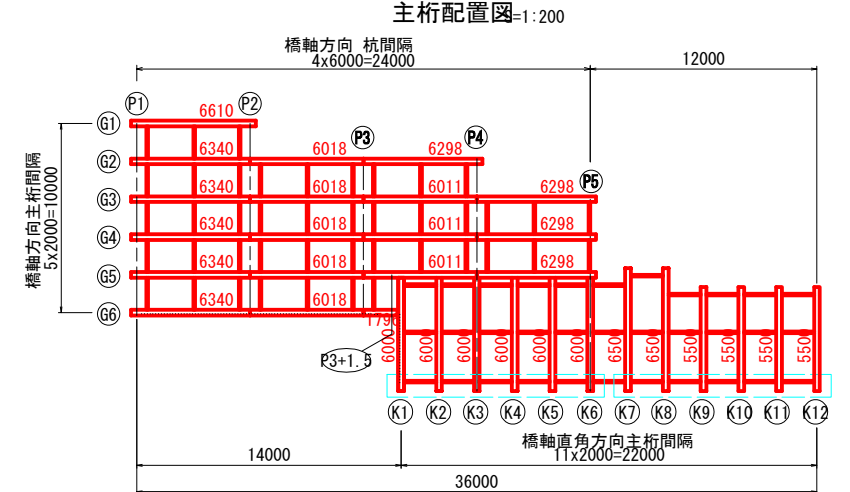 主桁配置図 S=1:200
橋軸方向 杭間隔
4x6000=24000
12000
P1 P2
6610
G1
P3 P4
6340 6018 6298
G2
P5
6340 6018 6011 6298
G3
6340 6018 6011 6298
G4
6340 6018 6011 6298
G5
6340 6018
G6
橋軸方向主桁間隔
5x2000=10000
1796
P3+1.5
6000 6000 6000 6000 6000 6000 6500 6500 5500 5500 5500 5500
K1 K2 K3 K4 K5 K6 K7 K8 K9 K10 K11 K12
橋軸直角方向主桁間隔
14000
11x2000=22000
36000